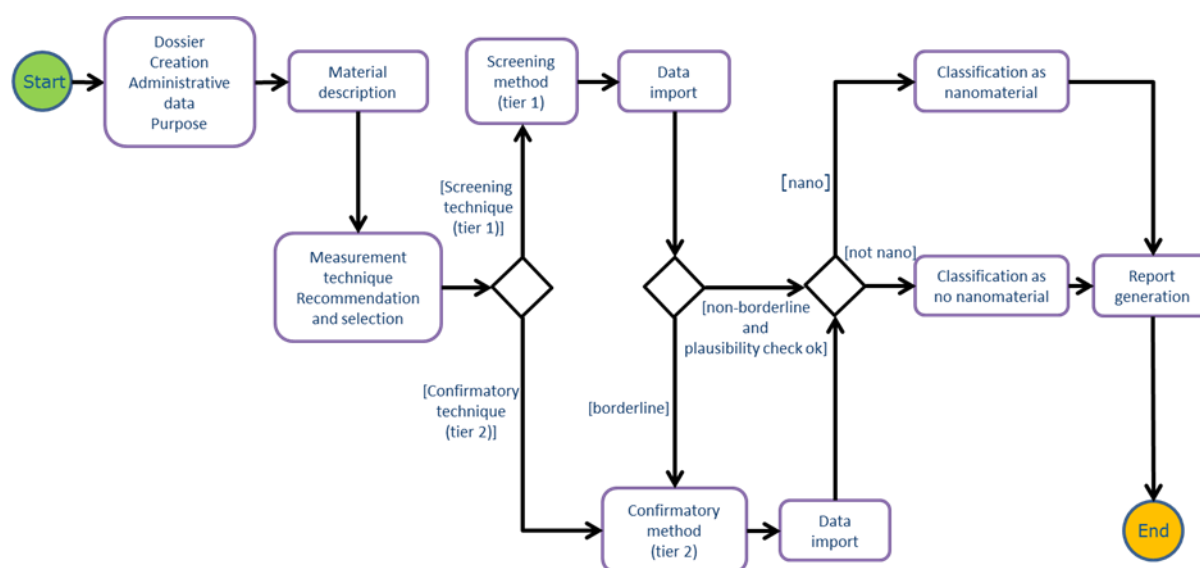 Start
Dossier
Creation
Administrative
data
Purpose
Material
description
Screening
method
(tier 1)
Data
import
Classification as
nanomaterial
[Screening
technique
(tier 1)]
[nano]
Measurement
technique
Recommendation
and selection
[not nano]
Classification as
no nanomaterial
Report
generation
[non-borderline
and
plausibility check ok]
[Confirmatory
technique
(tier 2)]
[borderline]
Confirmatory
method
(tier 2)
Data
import
End